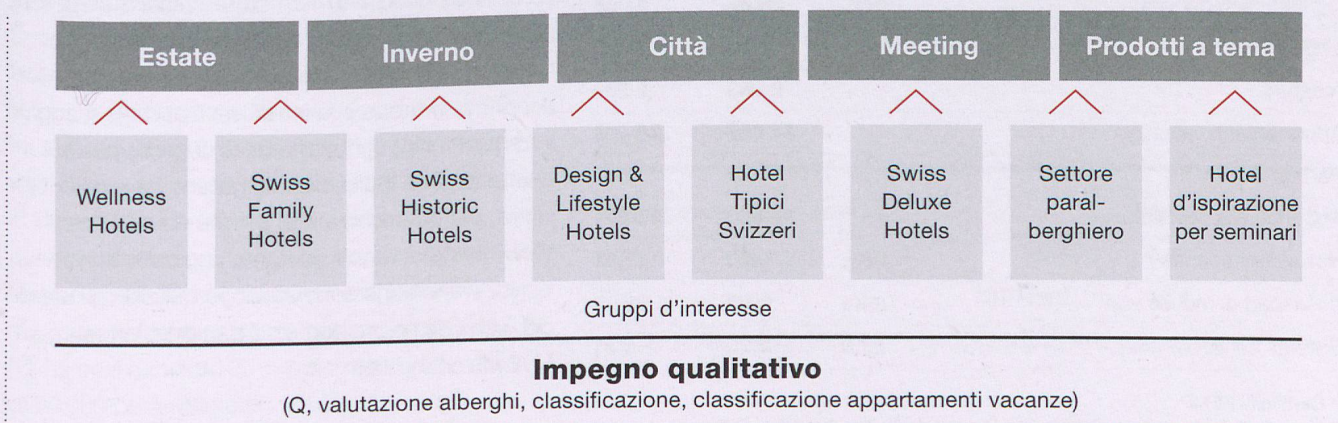 Estate
Inverno
Città
Meeting
Prodotti a tema
Wellness
Hotels
Swiss
Family
Hotels
Swiss
Historic
Hotels
Design &
Lifestyle
Hotels
Hotel
Tipici
Svizzeri
Swiss
Deluxe
Hotels
Settore
paral-
berghiero
Hotel
d'ispirazione
per seminari
Gruppi d'interesse
Impegno qualitativo
(Q, valutazione alberghi, classificazione, classificazione appartamenti vacanze)